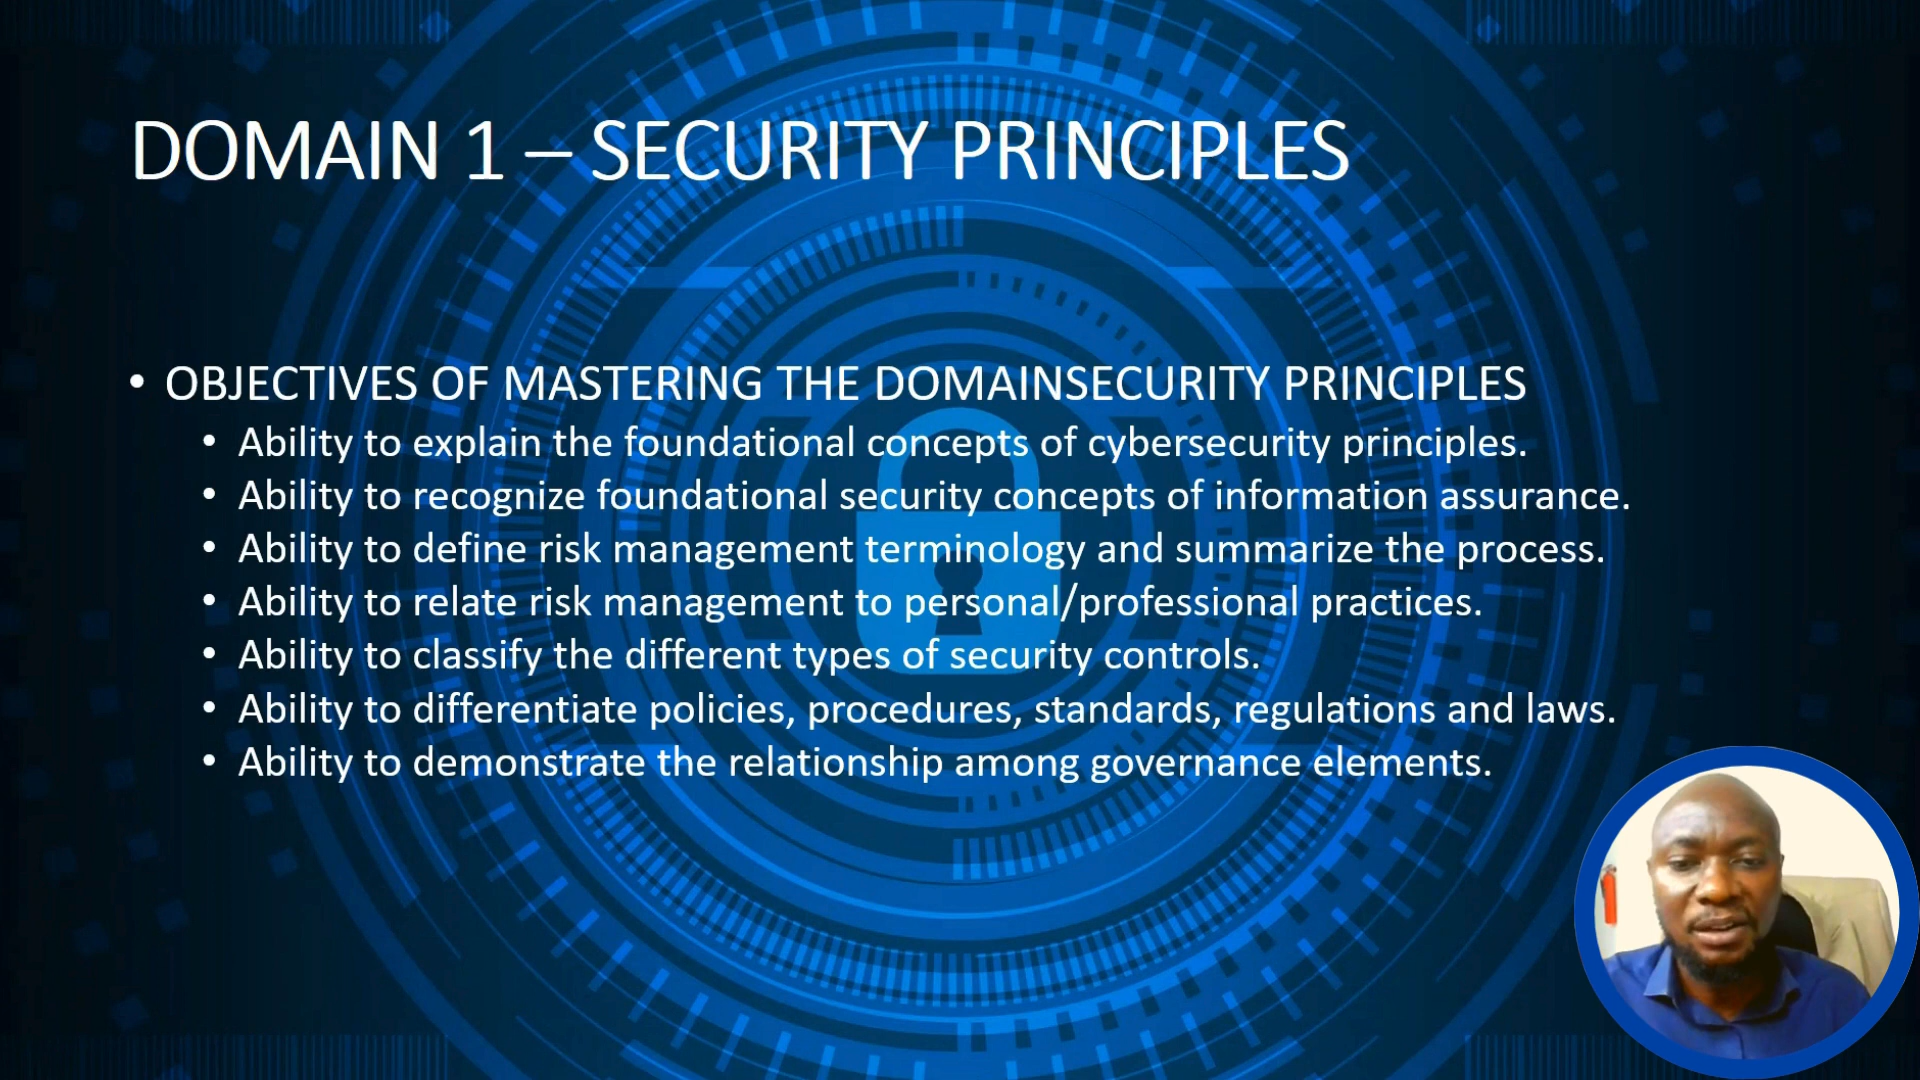 DOMAIN 1 – SECURITY PRINCIPLES
• OBJECTIVES OF MASTERING THE DOMAINSECURITY PRINCIPLES
• Ability to explain the foundational concepts of cybersecurity principles.
• Ability to recognize foundational security concepts of information assurance.
• Ability to define risk management terminology and summarize the process.
• Ability to relate risk management to personal/professional practices.
• Ability to classify the different types of security controls.
• Ability to differentiate policies, procedures, standards, regulations and laws.
• Ability to demonstrate the relationship among governance elements.